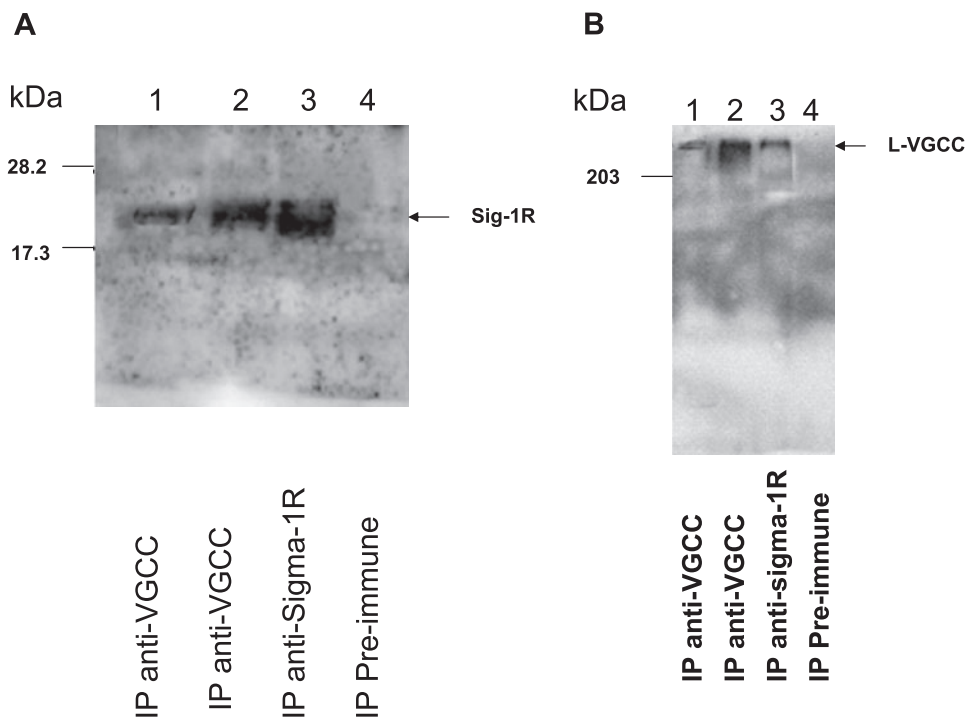 A
kDa
1 2 3 4
28.2
Sig-1R
17.3
IP anti-VGCC
IP anti-VGCC
IP anti-Sigma-1R
IP Pre-immune
B
kDa
1 2 3 4
L-VGCC
203
IP anti-VGCC
IP anti-VGCC
IP anti-sigma-1R
IP Pre-immune